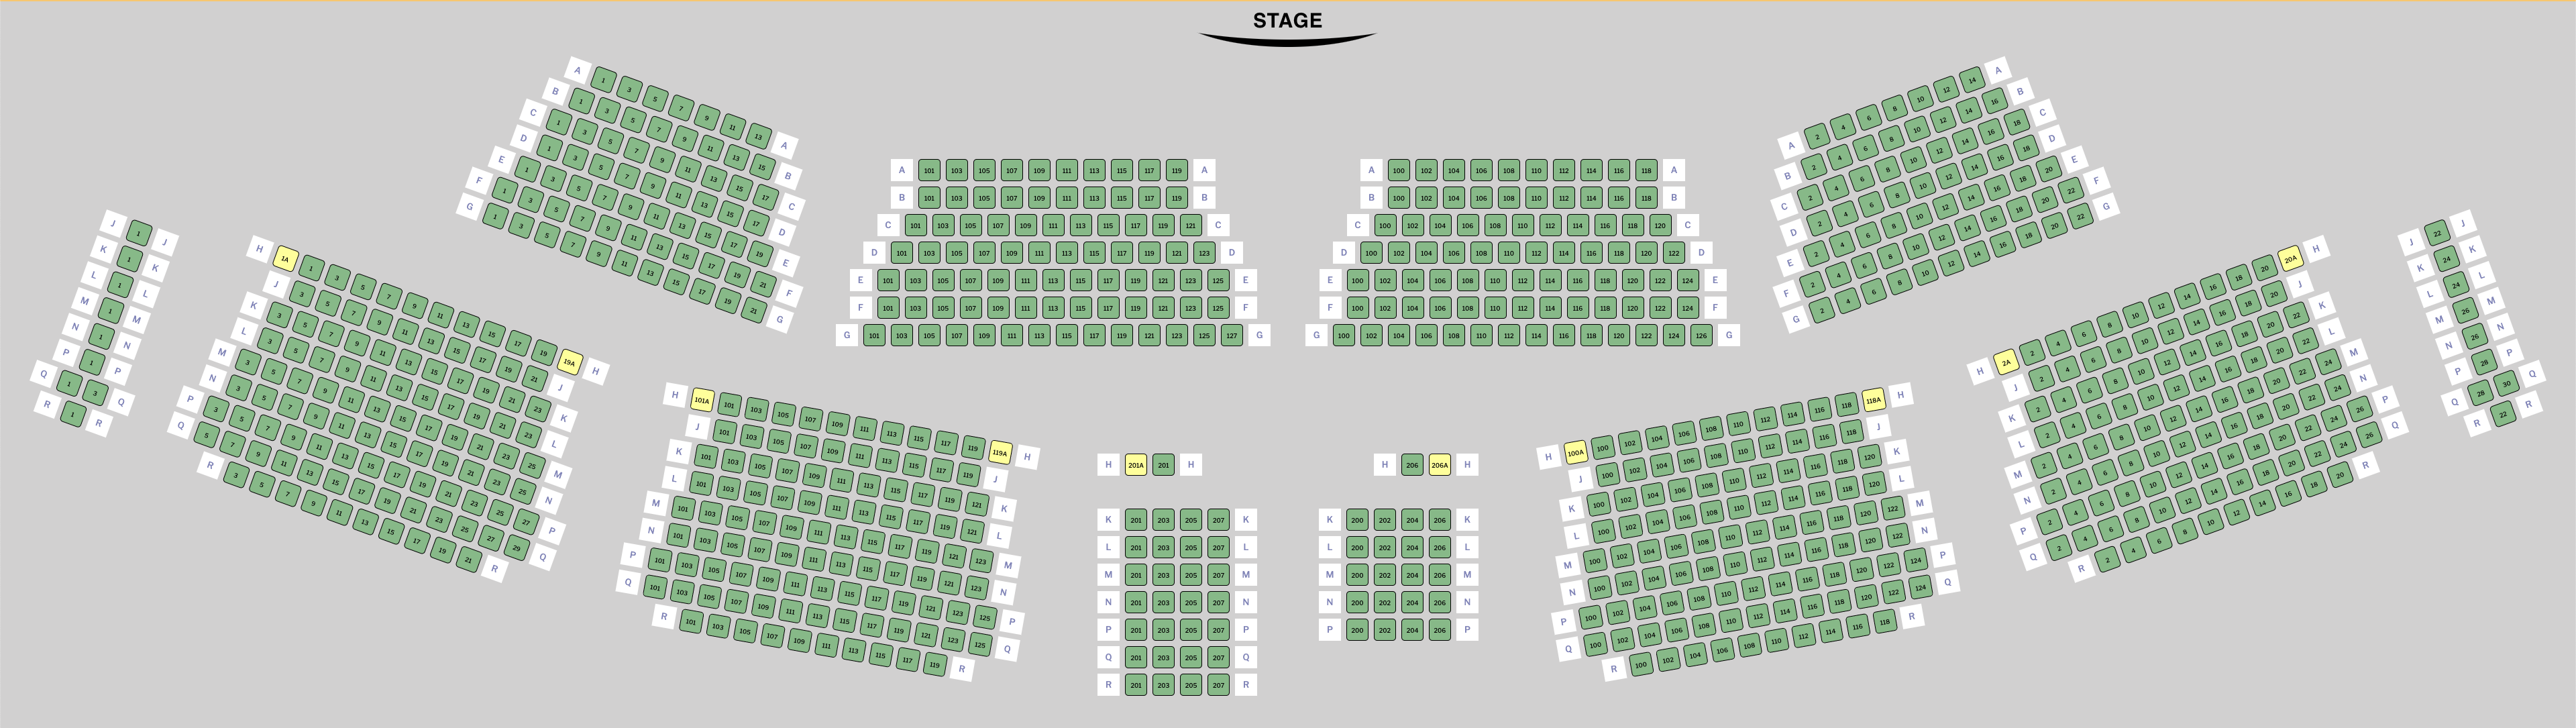 STAGE
A 1 3 5 7 9 11 13 A
B 1 3 5 7 9 11 13 15 B
C 1 3 5 7 9 11 13 15 17 C
D 1 3 5 7 9 11 13 15 17 D
E 1 3 5 7 9 11 13 15 17 19 E
F 1 3 5 7 9 11 13 15 17 19 21 F
G 1 3 5 7 9 11 13 15 17 19 21 G
A 101 103 105 107 109 111 113 115 117 119 A
B 101 103 105 107 109 111 113 115 117 119 B
C 101 103 105 107 109 111 113 115 117 119 121 C
D 101 103 105 107 109 111 113 115 117 119 121 123 D
E 101 103 105 107 109 111 113 115 117 119 121 123 125 E
F 101 103 105 107 109 111 113 115 117 119 121 123 125 F
G 101 103 105 107 109 111 113 115 117 119 121 123 125 127 G
A 100 102 104 106 108 110 112 114 116 118 A
B 100 102 104 106 108 110 112 114 116 118 B
C 100 102 104 106 108 110 112 114 116 118 120 C
D 100 102 104 106 108 110 112 114 116 118 120 122 D
E 100 102 104 106 108 110 112 114 116 118 120 122 124 E
F 100 102 104 106 108 110 112 114 116 118 120 122 124 F
G 100 102 104 106 108 110 112 114 116 118 120 122 124 126 G
A 2 4 6 8 10 12 14 A
B 2 4 6 8 10 12 14 16 B
C 2 4 6 8 10 12 14 16 18 C
D 2 4 6 8 10 12 14 16 18 D
E 2 4 6 8 10 12 14 16 18 20 E
F 2 4 6 8 10 12 14 16 18 20 22 F
G 2 4 6 8 10 12 14 16 18 20 22 G
J 1 J
K 1 K
L 1 L
M 1 M
N 1 N
P 1 P
Q 1 3 Q
R 1 R
H 1A 1 3 5 7 9 11 13 15 17 19 19A H
J 3 5 7 9 11 13 15 17 19 21 J
K 3 5 7 9 11 13 15 17 19 21 23 K
L 3 5 7 9 11 13 15 17 19 21 23 L
M 3 5 7 9 11 13 15 17 19 21 23 25 M
N 3 5 7 9 11 13 15 17 19 21 23 25 N
P 3 5 7 9 11 13 15 17 19 21 23 25 27 P
Q 5 7 9 11 13 15 17 19 21 23 25 27 29 Q
R 3 5 7 9 11 13 15 17 19 21 R
H 101A 101 103 105 107 109 111 113 115 117 119 119A H
J 101 103 105 107 109 111 113 115 117 119 J
K 101 103 105 107 109 111 113 115 117 119 121 K
L 101 103 105 107 109 111 113 115 117 119 121 L
M 101 103 105 107 109 111 113 115 117 119 121 123 M
N 101 103 105 107 109 111 113 115 117 119 121 123 N
P 101 103 105 107 109 111 113 115 117 119 121 123 125 P
Q 101 103 105 107 109 111 113 115 117 119 121 123 125 Q
R 101 103 105 107 109 111 113 115 117 119 R
H 201A 201 H
K 201 203 205 207 K
L 201 203 205 207 L
M 201 203 205 207 M
N 201 203 205 207 N
P 201 203 205 207 P
Q 201 203 205 207 Q
R 201 203 205 207 R
H 206 206A H
K 200 202 204 206 K
L 200 202 204 206 L
M 200 202 204 206 M
N 200 202 204 206 N
P 200 202 204 206 P
H 100A 100 102 104 106 108 110 112 114 116 118 118A H
J 100 102 104 106 108 110 112 114 116 118 J
K 100 102 104 106 108 110 112 114 116 118 120 K
L 100 102 104 106 108 110 112 114 116 118 120 L
M 100 102 104 106 108 110 112 114 116 118 120 122 M
N 100 102 104 106 108 110 112 114 116 118 120 122 N
P 100 102 104 106 108 110 112 114 116 118 120 122 124 P
Q 100 102 104 106 108 110 112 114 116 118 120 122 124 Q
R 100 102 104 106 108 110 112 114 116 118 R
H 2A 2 4 6 8 10 12 14 16 18 20 20A H
J 2 4 6 8 10 12 14 16 18 20 J
K 2 4 6 8 10 12 14 16 18 20 22 K
L 2 4 6 8 10 12 14 16 18 20 22 L
M 2 4 6 8 10 12 14 16 18 20 22 24 M
N 2 4 6 8 10 12 14 16 18 20 22 24 N
P 2 4 6 8 10 12 14 16 18 20 22 24 26 P
Q 2 4 6 8 10 12 14 16 18 20 22 24 26 Q
R 2 4 6 8 10 12 14 16 18 20 R
J 22 J
K 24 K
L 24 L
M 26 M
N 26 N
P 28 P
Q 28 30 Q
R 22 R